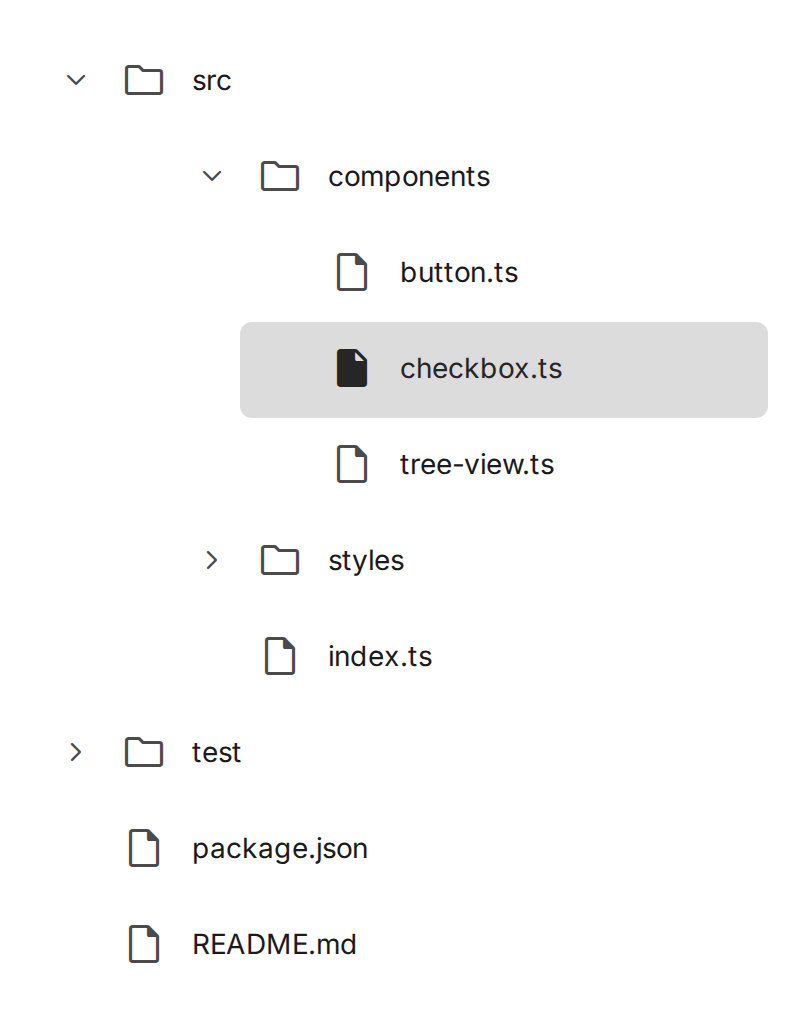 src
components
button.ts
checkbox.ts
tree-view.ts
styles
index.ts
test
package.json
README.md